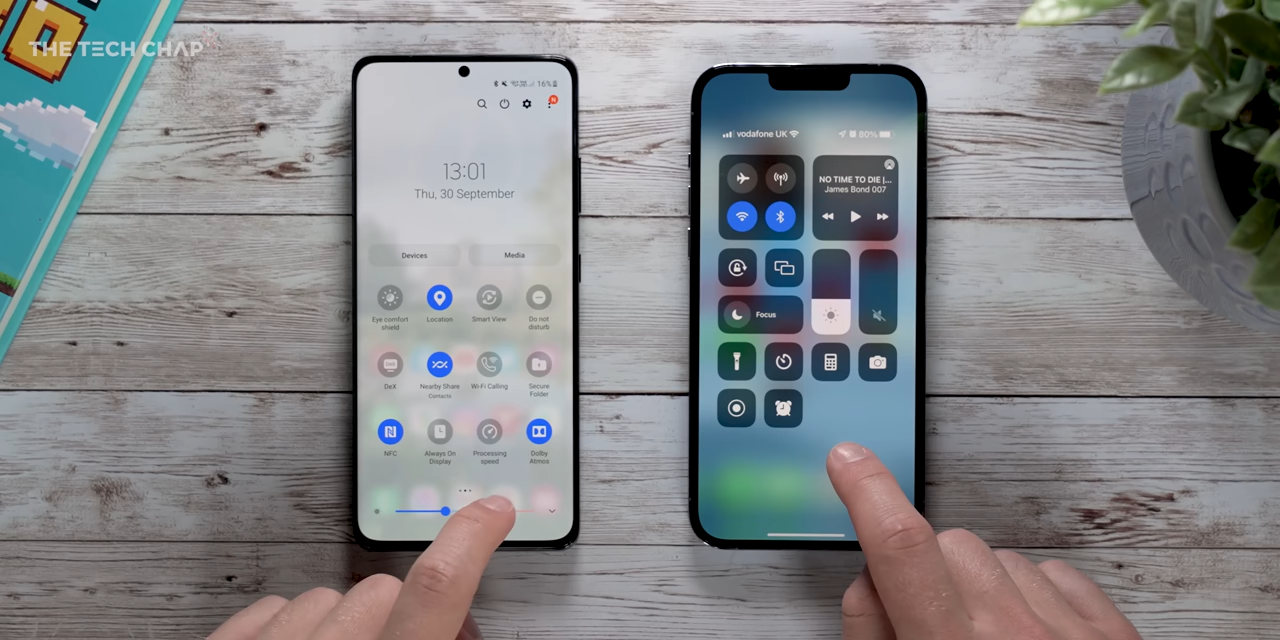 THE TECH CHAP
16%
N
13:01
Thu, 30 September
Devices
Media
Eye comfort
shield
Location
Smart View
Do not
disturb
DeX
Nearby Share
Contacts
Wi-Fi Calling
Secure
Folder
NFC
Always On
Display
Processing
speed
Dolby
Atmos
vodafone UK
80%
NO TIME TO DIE |...
James Bond 007
Focus